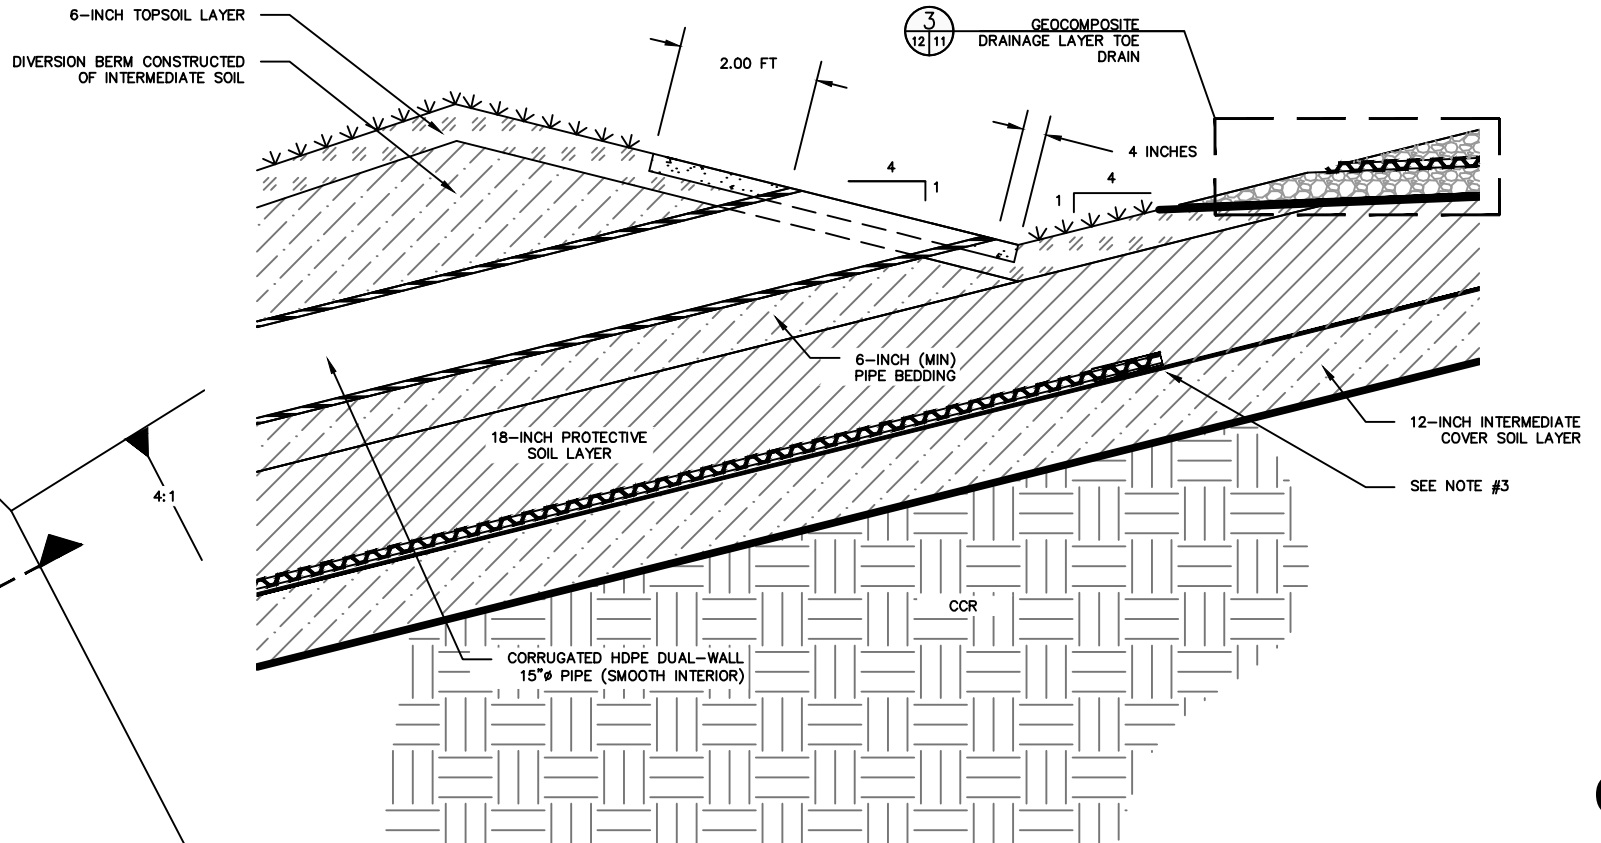 6-INCH TOPSOIL LAYER
DIVERSION BERM CONSTRUCTED
OF INTERMEDIATE SOIL
2.00 FT
3
12 11
GEOCOMPOSITE
DRAINAGE LAYER TOE
DRAIN
4 INCHES
4
1
4
1
6-INCH (MIN)
PIPE BEDDING
18-INCH PROTECTIVE
SOIL LAYER
12-INCH INTERMEDIATE
COVER SOIL LAYER
SEE NOTE #3
4:1
CCR
CORRUGATED HDPE DUAL-WALL
15"ø PIPE (SMOOTH INTERIOR)